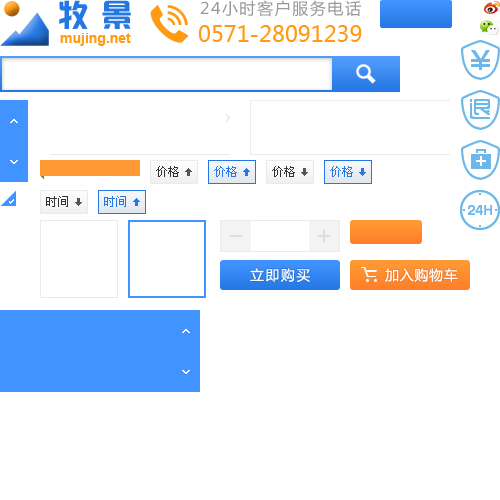 牧景
mujing.net
24小时客户服务电话
0571-28091239
¥
退
价格 价格 价格 价格
时间 时间
24H
立即购买 加入购物车